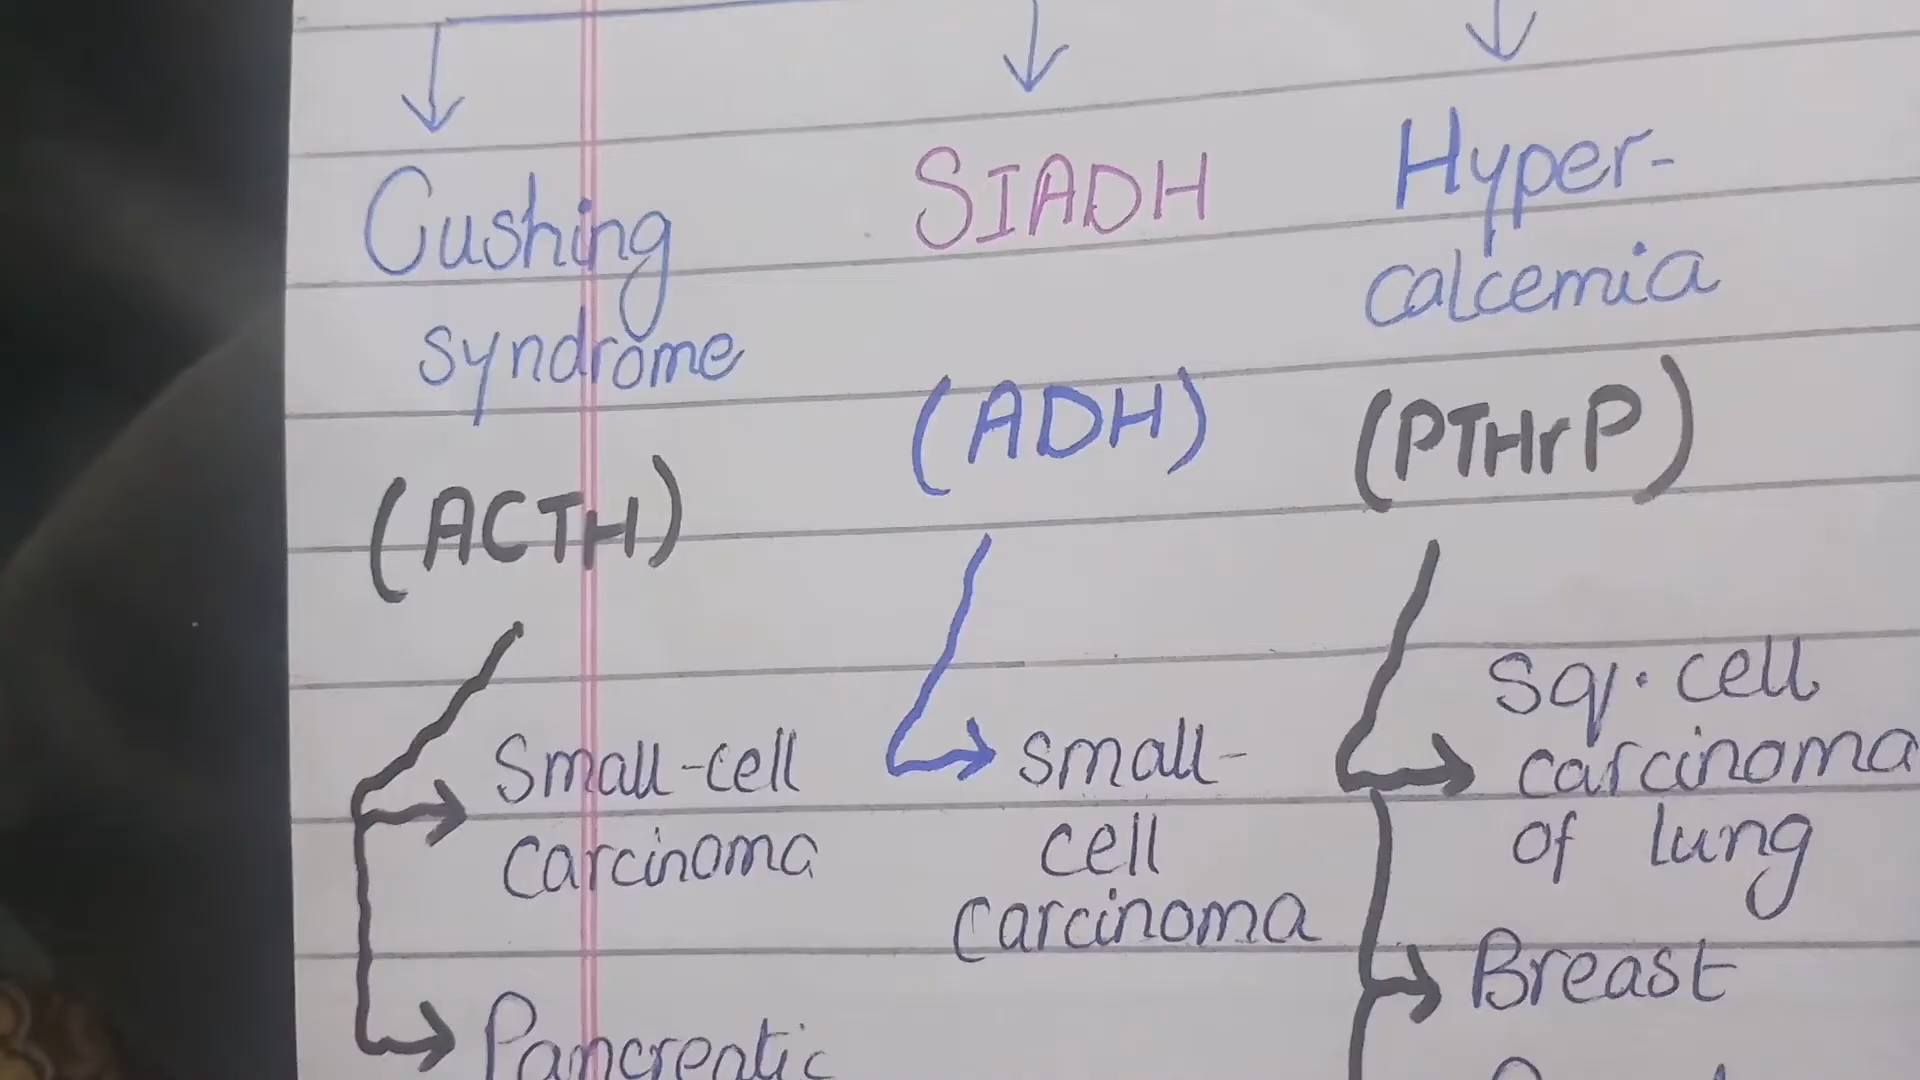 Cushing
syndrome
(ACTH)
Small-cell
carcinoma
Pancreatic
SIADH
(ADH)
small-
cell
carcinoma
Hyper-
calcemia
(PTHrP)
Sq. cell
carcinoma
of lung
Breast